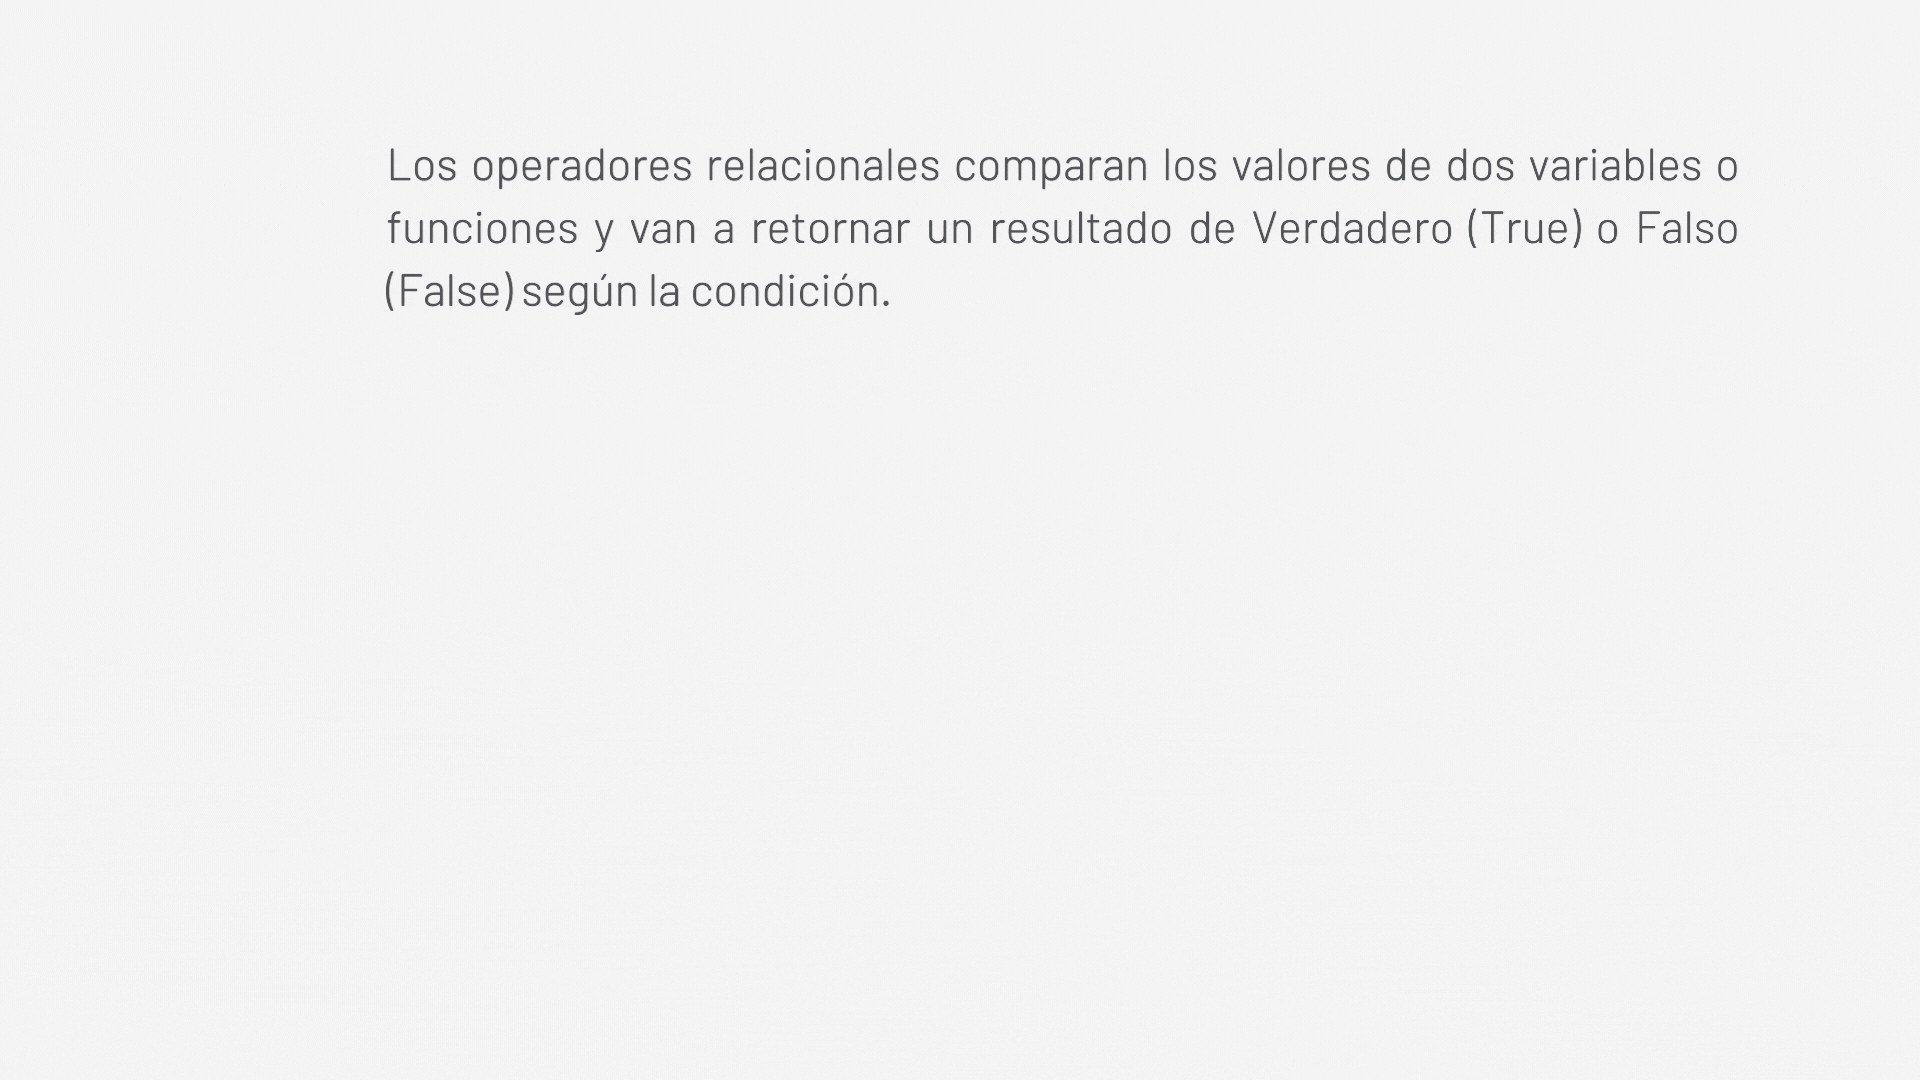 Los operadores relacionales comparan los valores de dos variables o
funciones y van a retornar un resultado de Verdadero (True) o Falso
(False) según la condición.